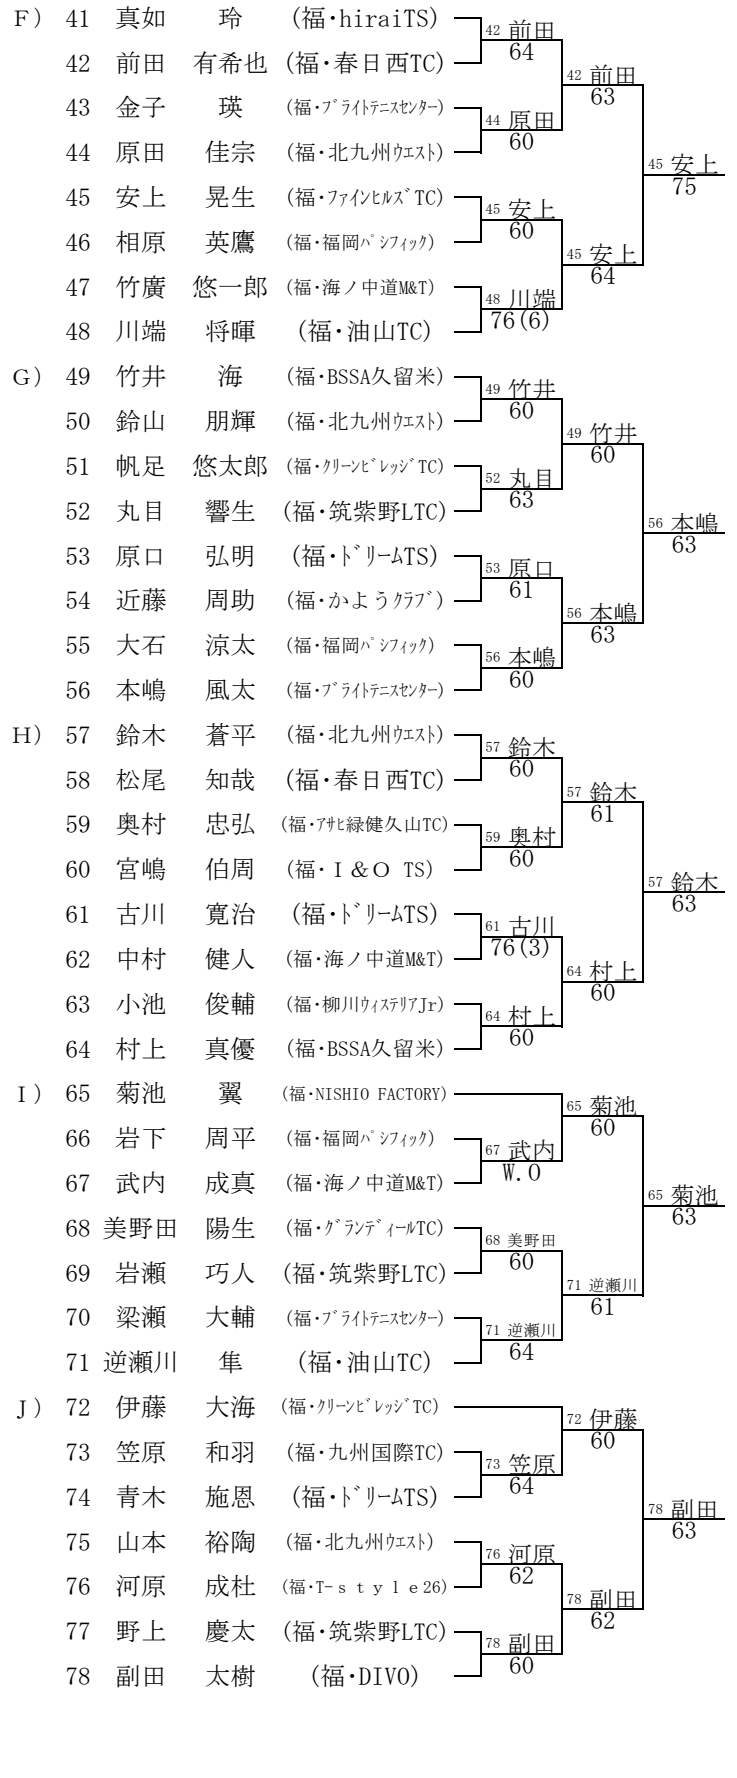 F) 41 真如 玲 (福・hiraiTS)
42 前田
64
42 前田 有希也 (福・春日西TC)
42 前田
63
43 金子 瑛 (福・ﾌﾞﾗｲﾄﾃﾆｽｾﾝﾀｰ)
44 原田
60
44 原田 佳宗 (福・北九州ｳｴｽﾄ)
45 安上
75
45 安上 晃生 (福・ﾌｧｲﾝﾋﾙｽﾞTC)
45 安上
60
46 相原 英鷹 (福・福岡ﾊﾟｼﾌｨｯｸ)
45 安上
64
47 竹廣 悠一郎 (福・海ノ中道M&T)
48 川端
76(6)
48 川端 将暉 (福・油山TC)
G) 49 竹井 海 (福・BSSA久留米)
49 竹井
60
50 鈴山 朋輝 (福・北九州ｳｴｽﾄ)
49 竹井
60
51 帆足 悠太郎 (福・ｸﾘｰﾝﾋﾞﾚｯｼﾞTC)
52 丸目
63
52 丸目 響生 (福・筑紫野LTC)
56 本嶋
63
53 原口 弘明 (福・ﾄﾞﾘｰﾑTS)
53 原口
61
54 近藤 周助 (福・かようｸﾗﾌﾞ)
56 本嶋
63
55 大石 涼太 (福・福岡ﾊﾟｼﾌｨｯｸ)
56 本嶋
60
56 本嶋 風太 (福・ﾌﾞﾗｲﾄﾃﾆｽｾﾝﾀｰ)
H) 57 鈴木 蒼平 (福・北九州ｳｴｽﾄ)
57 鈴木
60
58 松尾 知哉 (福・春日西TC)
57 鈴木
61
59 奥村 忠弘 (福・ｱｻﾋ緑健久山TC)
59 奥村
60
60 宮嶋 伯周 (福・Ｉ＆Ｏ TS)
57 鈴木
63
61 古川 寛治 (福・ﾄﾞﾘｰﾑTS)
61 古川
76(3)
62 中村 健人 (福・海ノ中道M&T)
64 村上
60
63 小池 俊輔 (福・柳川ｳｨｽﾃﾘｱJr)
64 村上
60
64 村上 真優 (福・BSSA久留米)
I) 65 菊池 翼 (福・NISHIO FACTORY)
65 菊池
60
66 岩下 周平 (福・福岡ﾊﾟｼﾌｨｯｸ)
67 武内
W.O
67 武内 成真 (福・海ノ中道M&T)
65 菊池
63
68 美野田 陽生 (福・ｸﾞﾗﾝﾃﾞｨｰﾙTC)
68 美野田
60
69 岩瀬 巧人 (福・筑紫野LTC)
71 逆瀬川
61
70 梁瀬 大輔 (福・ﾌﾞﾗｲﾄﾃﾆｽｾﾝﾀｰ)
71 逆瀬川
64
71 逆瀬川 隼 (福・油山TC)
J) 72 伊藤 大海 (福・ｸﾘｰﾝﾋﾞﾚｯｼﾞTC)
72 伊藤
60
73 笠原 和羽 (福・九州国際TC)
73 笠原
64
74 青木 施恩 (福・ﾄﾞﾘｰﾑTS)
78 副田
63
75 山本 裕陶 (福・北九州ｳｴｽﾄ)
76 河原
62
76 河原 成杜 (福・T-ｓｔｙｌｅ26)
78 副田
62
77 野上 慶太 (福・筑紫野LTC)
78 副田
60
78 副田 太樹 (福・DIVO)